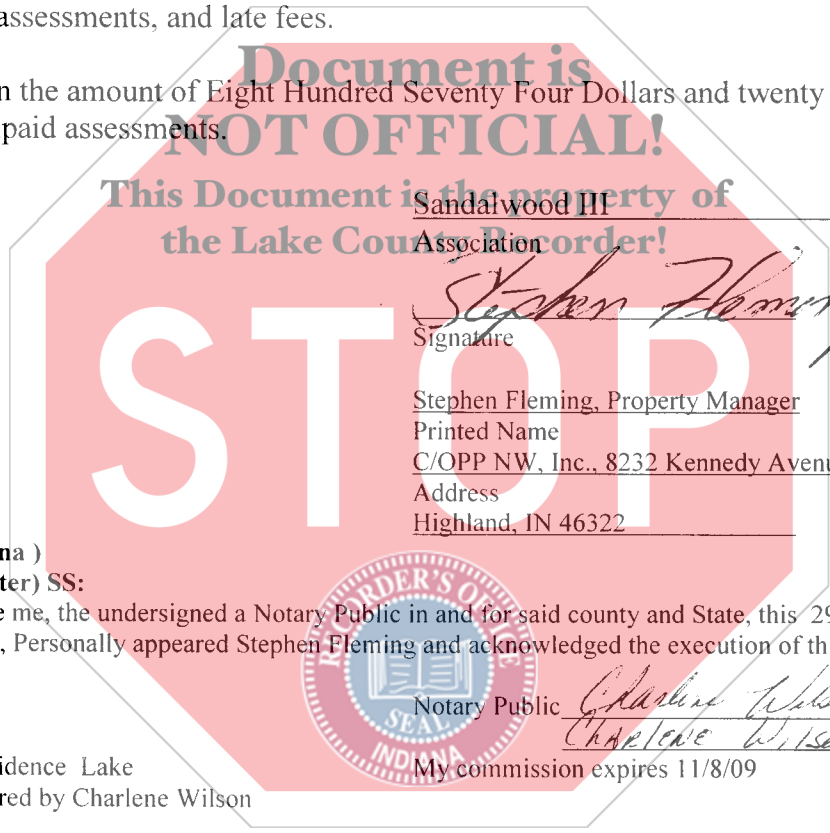 assessments, and late fees.
Document is
n the amount of Eight Hundred Seventy Four Dollars and twenty
paid assessments.
NOT OFFICIAL!
This Document is the property of
the Lake County Recorder!
Sandalwood III
Association
Stephen Fleming
Signature
STOP
Stephen Fleming, Property Manager
Printed Name
C/OPP NW, Inc., 8232 Kennedy Avenu
Address
Highland, IN 46322
na )
ter) SS:
e me, the undersigned a Notary Public in and for said county and State, this 29
, Personally appeared Stephen Fleming and acknowledged the execution of th
RECORDER'S OFFICE
SEAL
INDIANA
Notary Public Charlene Wils
CHARLENE Wilso
idence Lake
My commission expires 11/8/09
red by Charlene Wilson